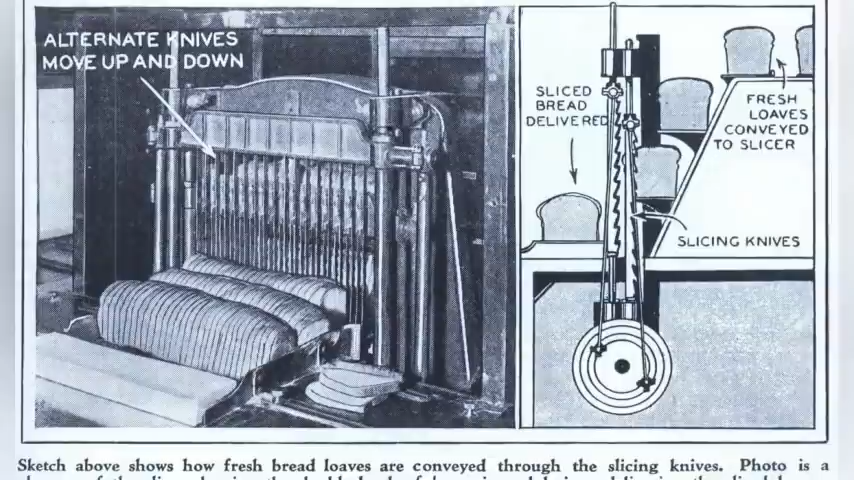 ALTERNATE KNIVES
MOVE UP AND DOWN
SLICED
BREAD
DELIVERED
FRESH
LOAVES
CONVEYED
TO SLICER
SLICING KNIVES
Sketch above shows how fresh bread loaves are conveyed through the slicing knives. Photo is a